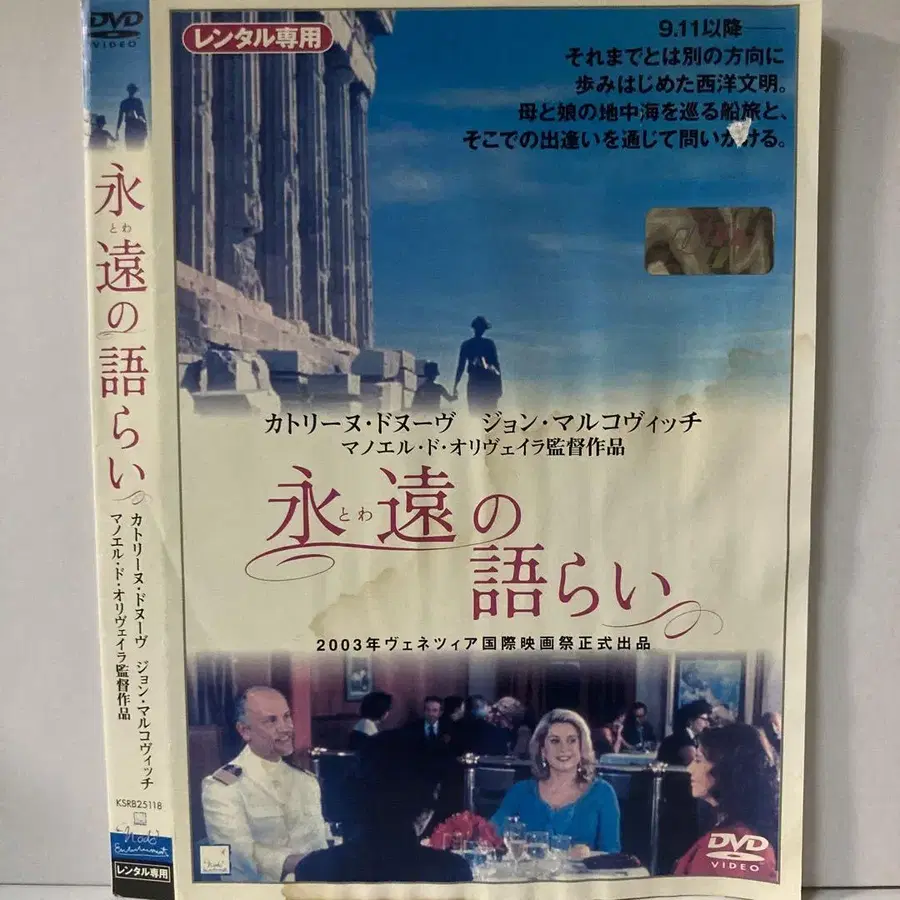 DVD
VIDEO
永遠の語らい
とわ
カトリーヌ・ドヌーヴ ジョン・マルコヴィッチ
マノエル・ド・オリヴェイラ監督作品
KSRB25118
レンタル専用
レンタル専用
9.11以降──
それまでとは別の方向に
歩みはじめた西洋文明。
母と娘の地中海を巡る船旅と、
そこでの出逢いを通じて問いかける。
カトリーヌ・ドヌーヴ ジョン・マルコヴィッチ
マノエル・ド・オリヴェイラ監督作品
永遠の
とわ
語らい
2003年ヴェネツィア国際映画祭正式出品
DVD
VIDEO